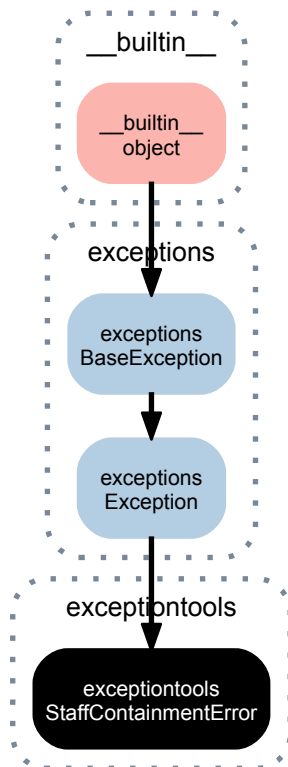 __builtin__
__builtin__
object
exceptions
exceptions
BaseException
exceptions
Exception
exceptiontools
exceptiontools
StaffContainmentError